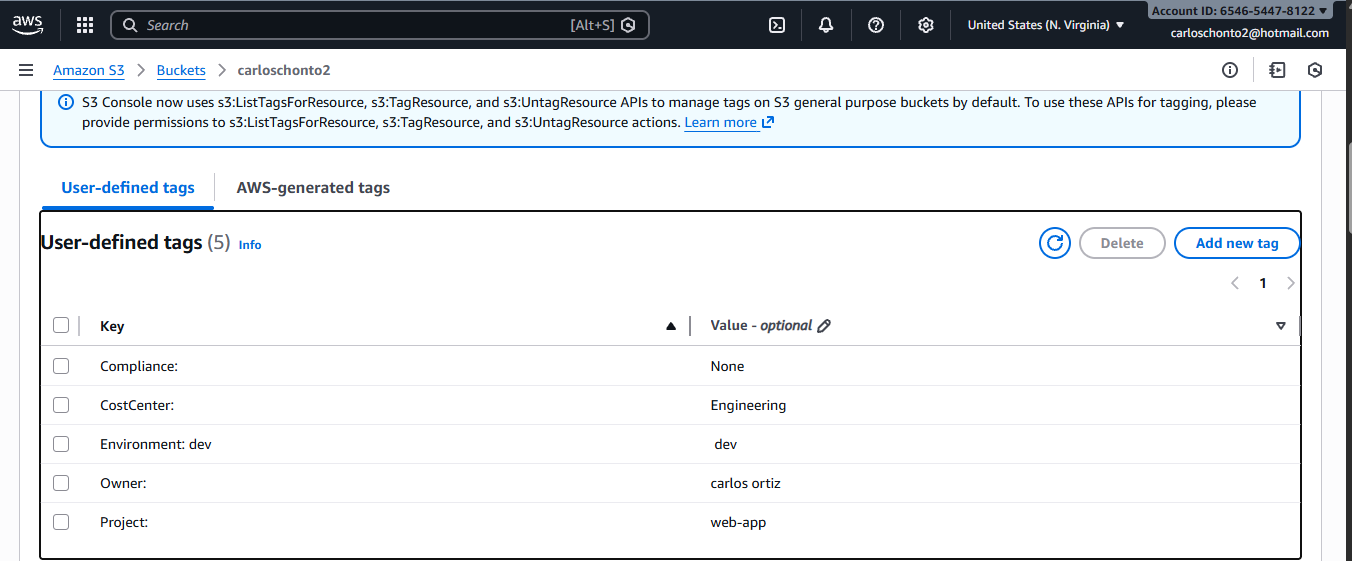 aws Search [Alt+S] United States (N. Virginia) Account ID: 6546-5447-8122
carloschonto2@hotmail.com
Amazon S3 Buckets carloschonto2
S3 Console now uses s3:ListTagsForResource, s3:TagResource, and s3:UntagResource APIs to manage tags on S3 general purpose buckets by default. To use these APIs for tagging, please
provide permissions to s3:ListTagsForResource, s3:TagResource, and s3:UntagResource actions. Learn more
User-defined tags AWS-generated tags
User-defined tags (5) Info Delete Add new tag
1
Key Value - optional
Compliance: None
CostCenter: Engineering
Environment: dev dev
Owner: carlos ortiz
Project: web-app